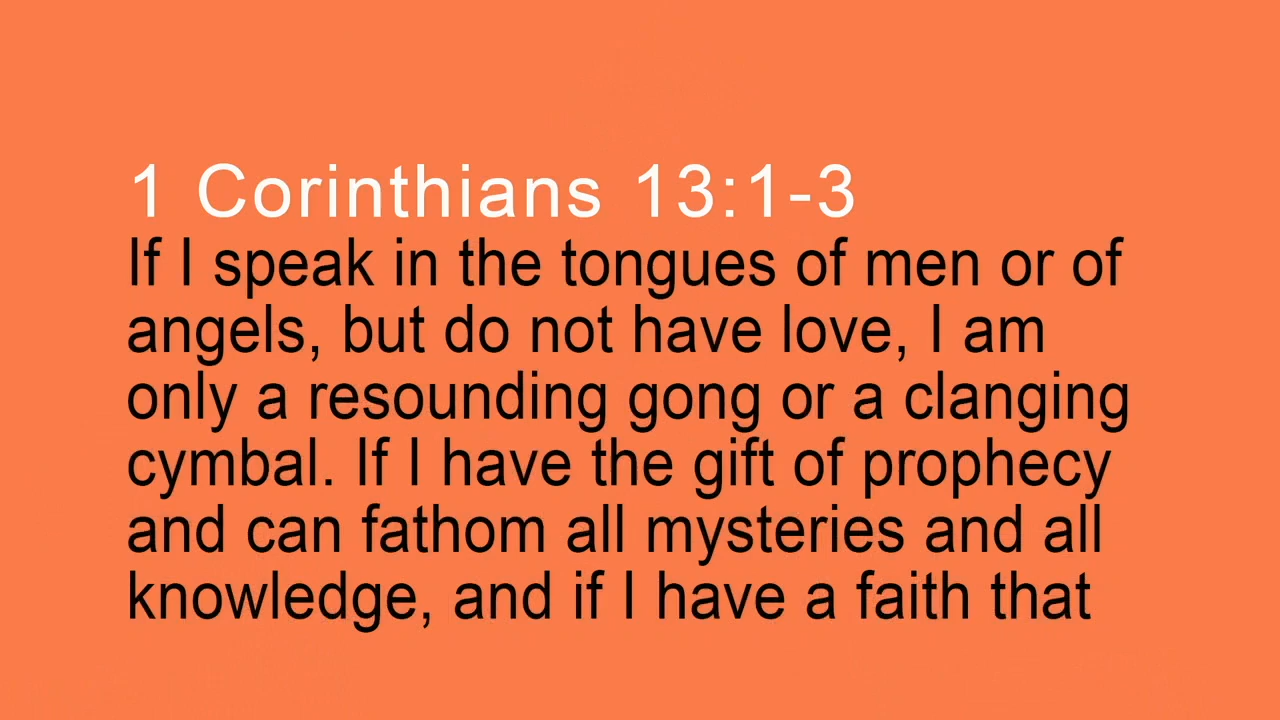 1 Corinthians 13:1-3
If I speak in the tongues of men or of
angels, but do not have love, I am
only a resounding gong or a clanging
cymbal. If I have the gift of prophecy
and can fathom all mysteries and all
knowledge, and if I have a faith that